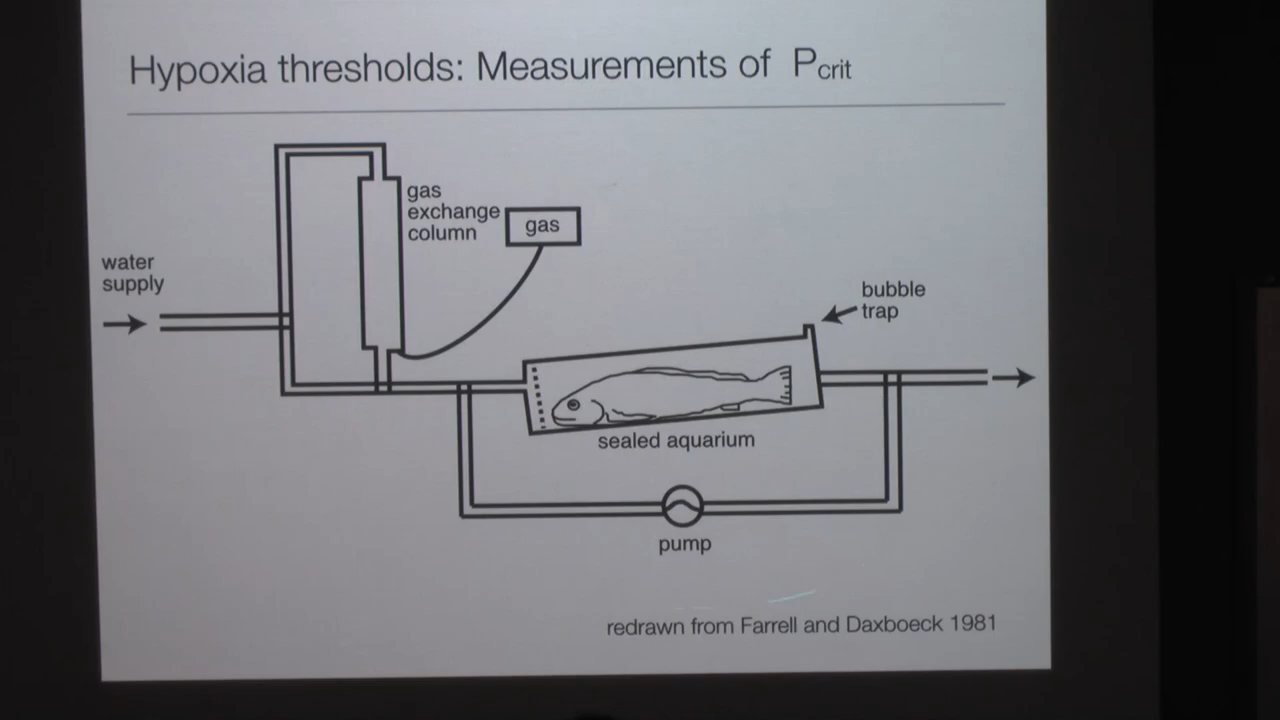 Hypoxia thresholds: Measurements of Pcrit
gas
exchange
column
gas
water
supply
bubble
trap
sealed aquarium
pump
redrawn from Farrell and Daxboeck 1981